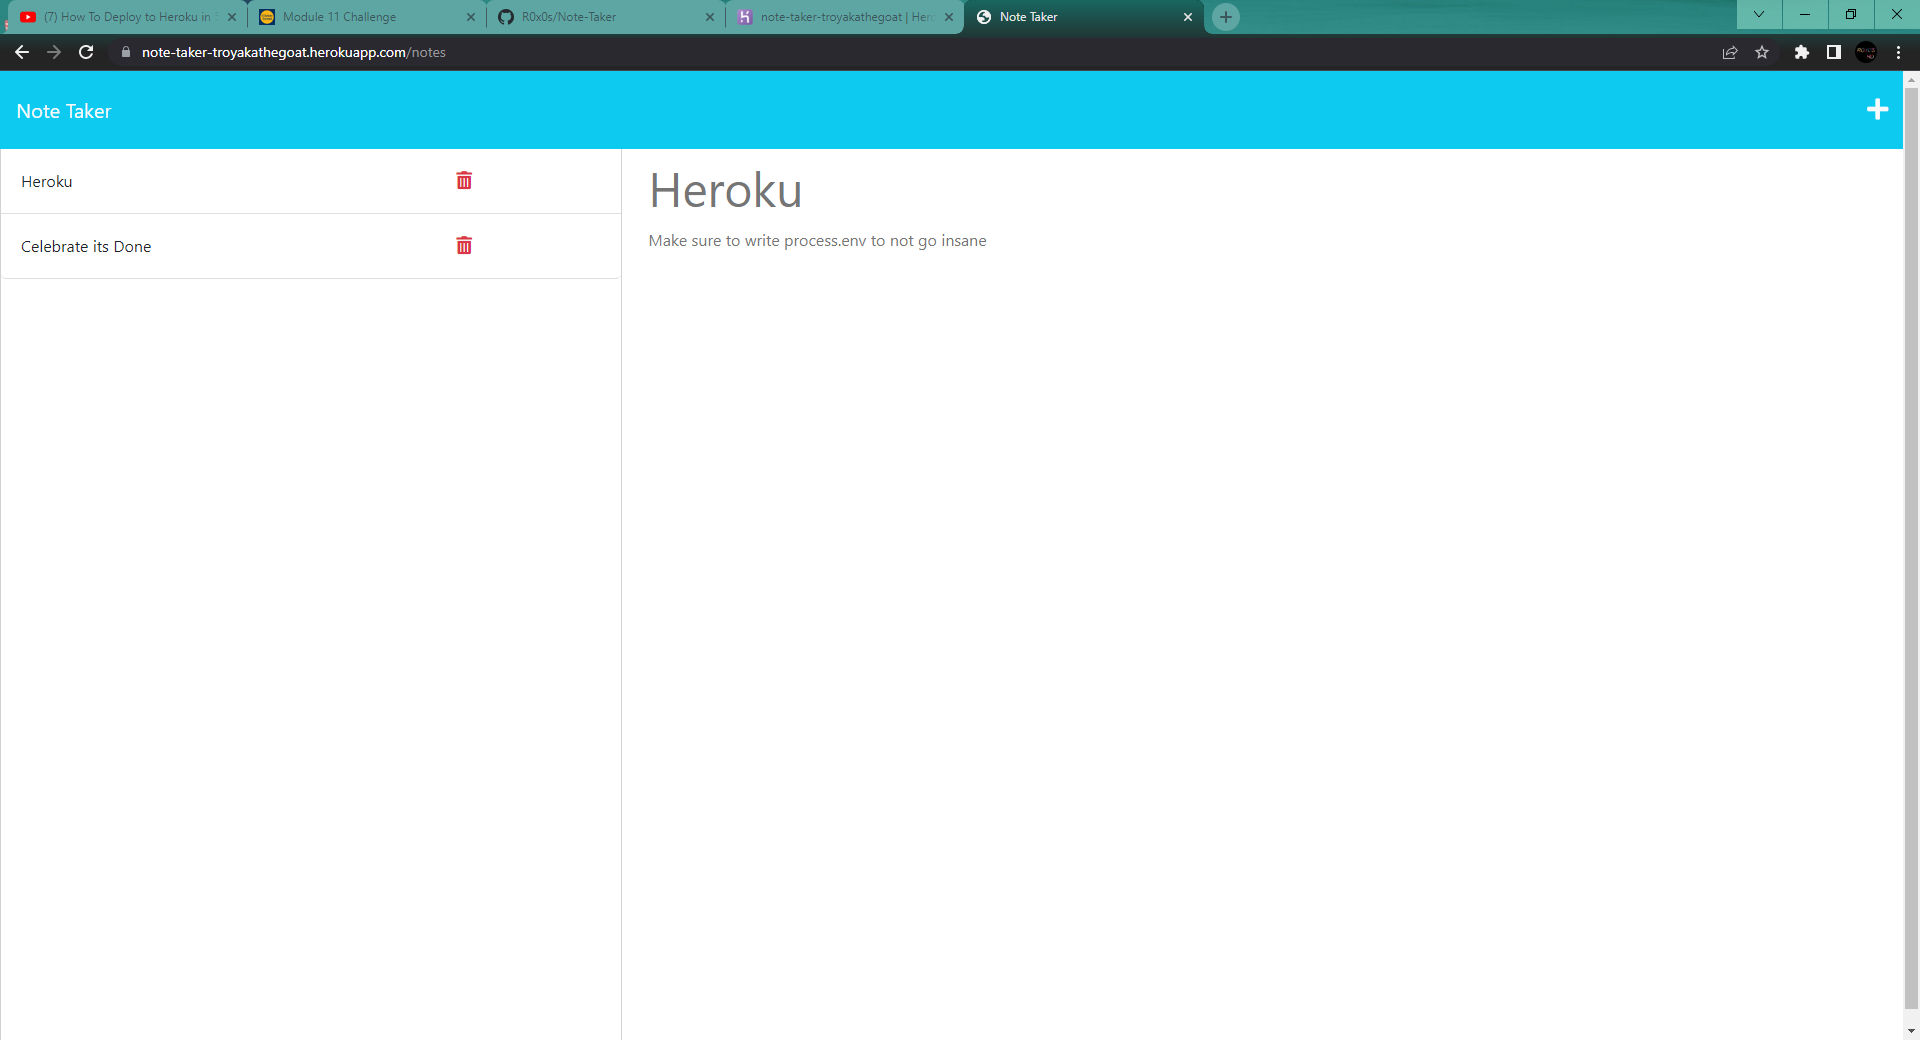 (7) How To Deploy to Heroku in
Module 11 Challenge
R0x0s/Note-Taker
note-taker-troyakathegoat | Her
Note Taker
note-taker-troyakathegoat.herokuapp.com/notes
Note Taker
Heroku
Celebrate its Done
Heroku
Make sure to write process.env to not go insane